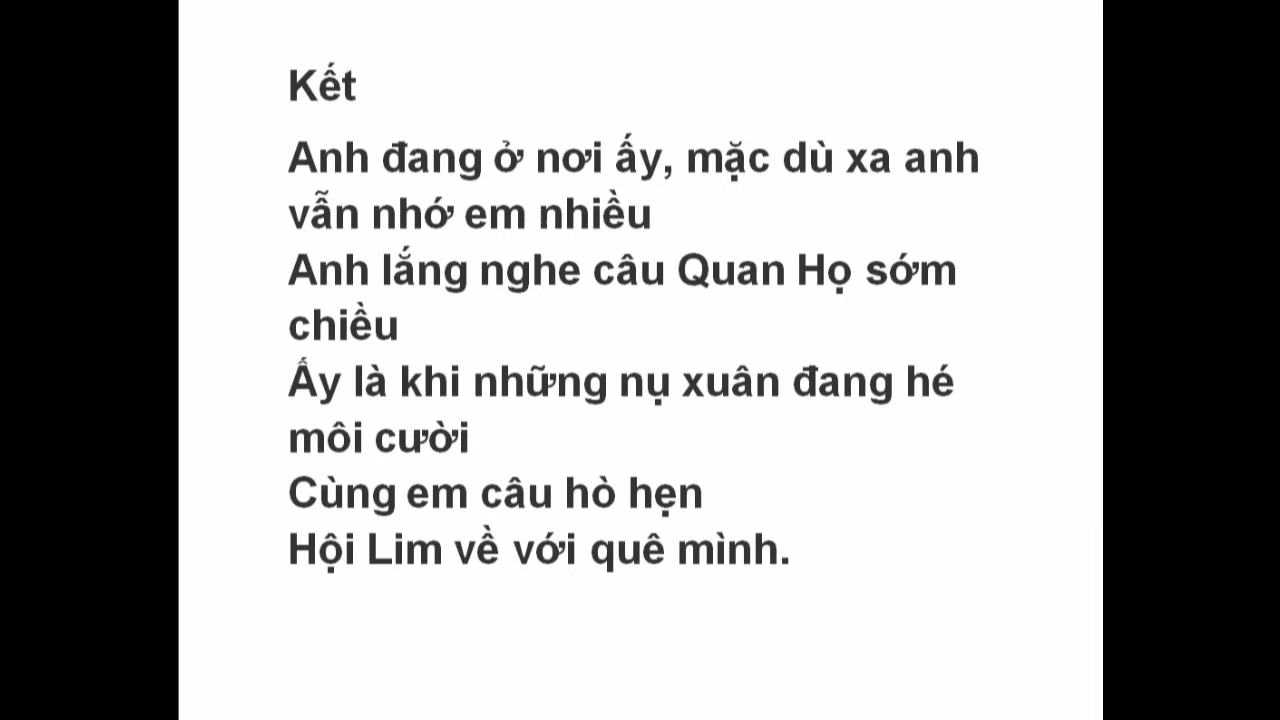 Kết
Anh đang ở nơi ấy, mặc dù xa anh
vẫn nhớ em nhiều
Anh lắng nghe câu Quan Họ sớm
chiều
Ấy là khi những nụ xuân đang hé
môi cười
Cùng em câu hò hẹn
Hội Lim về với quê mình.